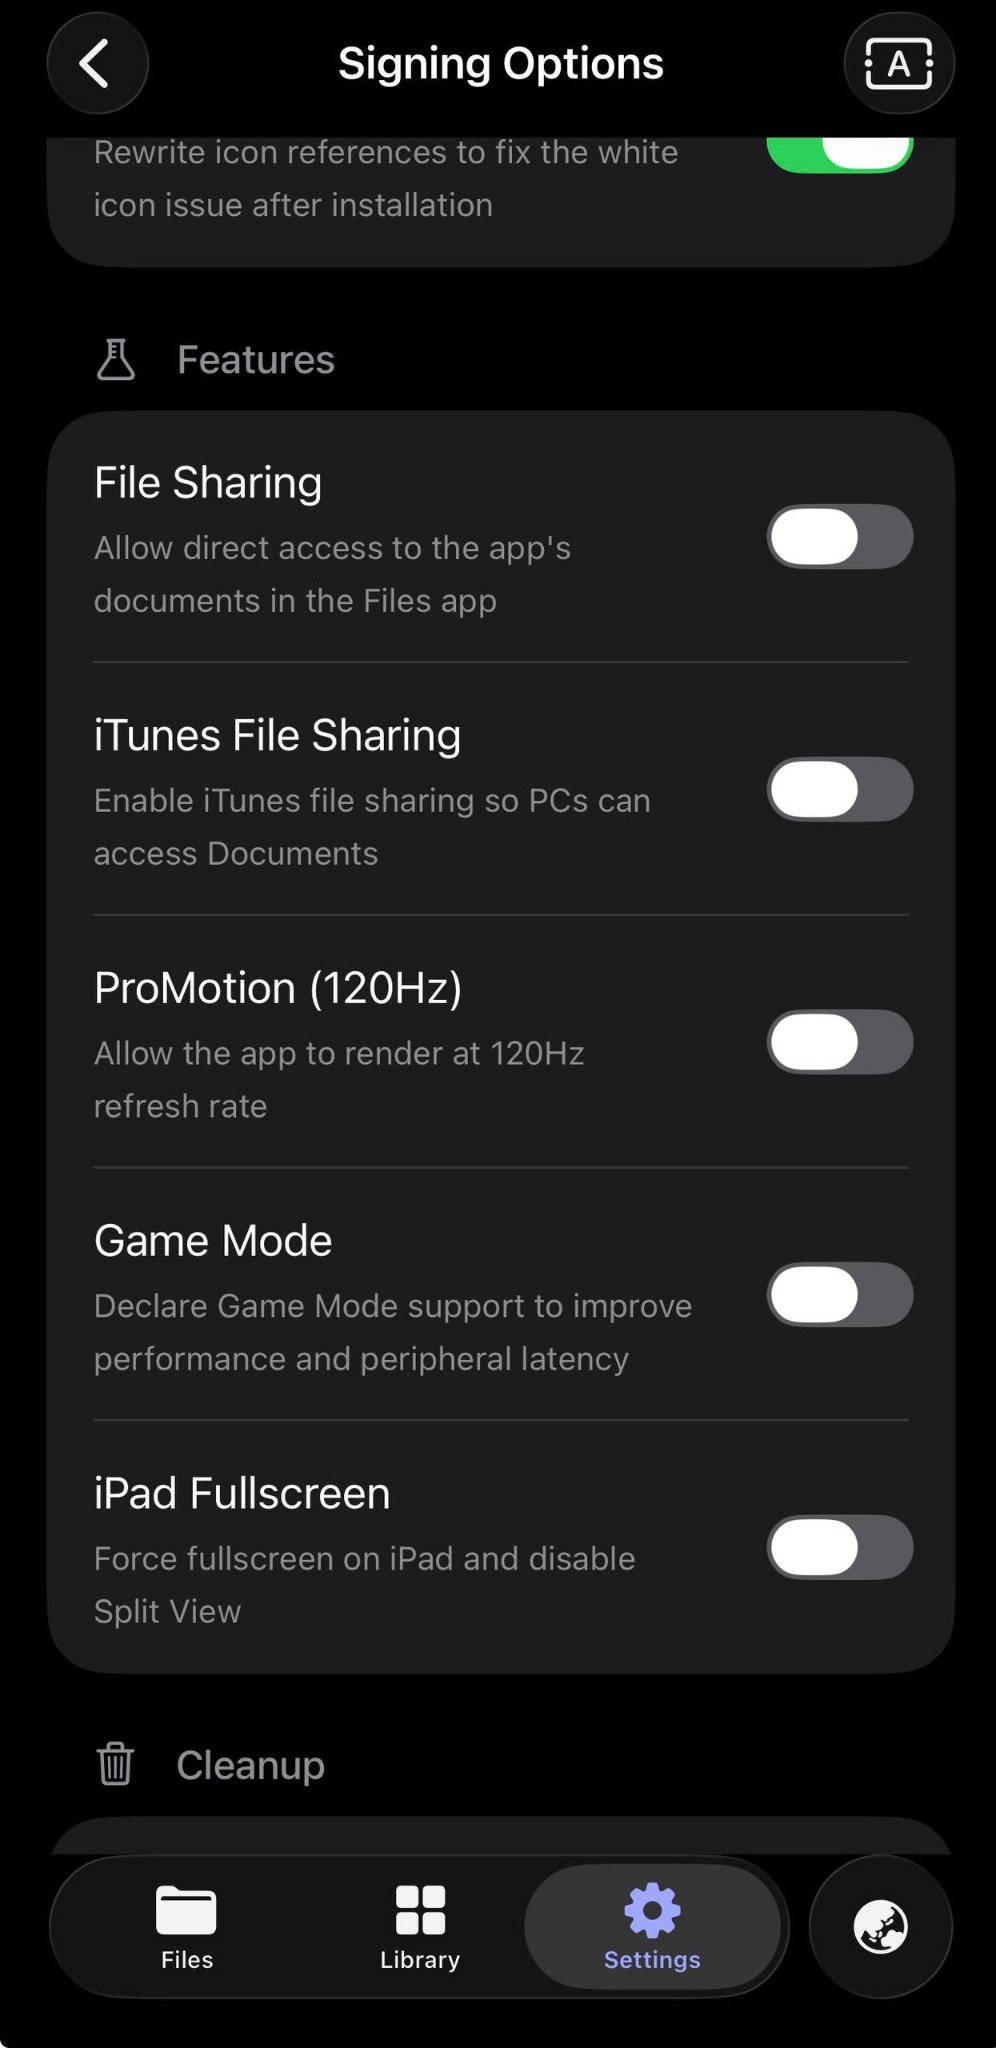 Signing Options
A
Rewrite icon references to fix the white
icon issue after installation
Features
File Sharing
Allow direct access to the app's
documents in the Files app
iTunes File Sharing
Enable iTunes file sharing so PCs can
access Documents
ProMotion (120Hz)
Allow the app to render at 120Hz
refresh rate
Game Mode
Declare Game Mode support to improve
performance and peripheral latency
iPad Fullscreen
Force fullscreen on iPad and disable
Split View
Cleanup
Files
Library
Settings